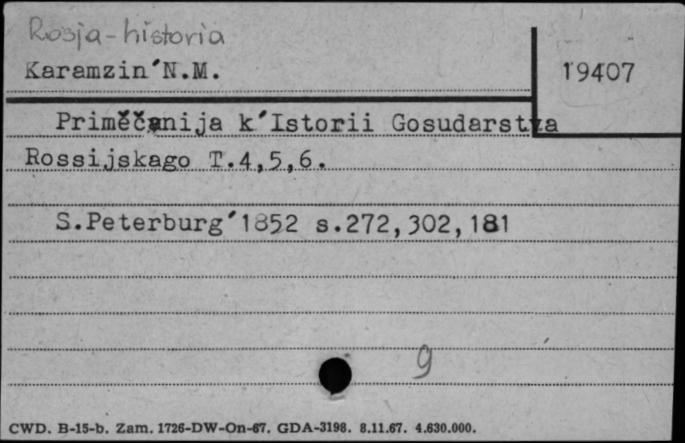 Rosja-historia
Karamzin´N.M.
19407
Priměčanija k´Istorii Gosudarstva
Rossijskago T.4,5,6.
S.Peterburg´1852 s.272,302,181
9
CWD. B-15-b. Zam. 1726-DW-On-67. GDA-3198. 8.11.67. 4.630.000.